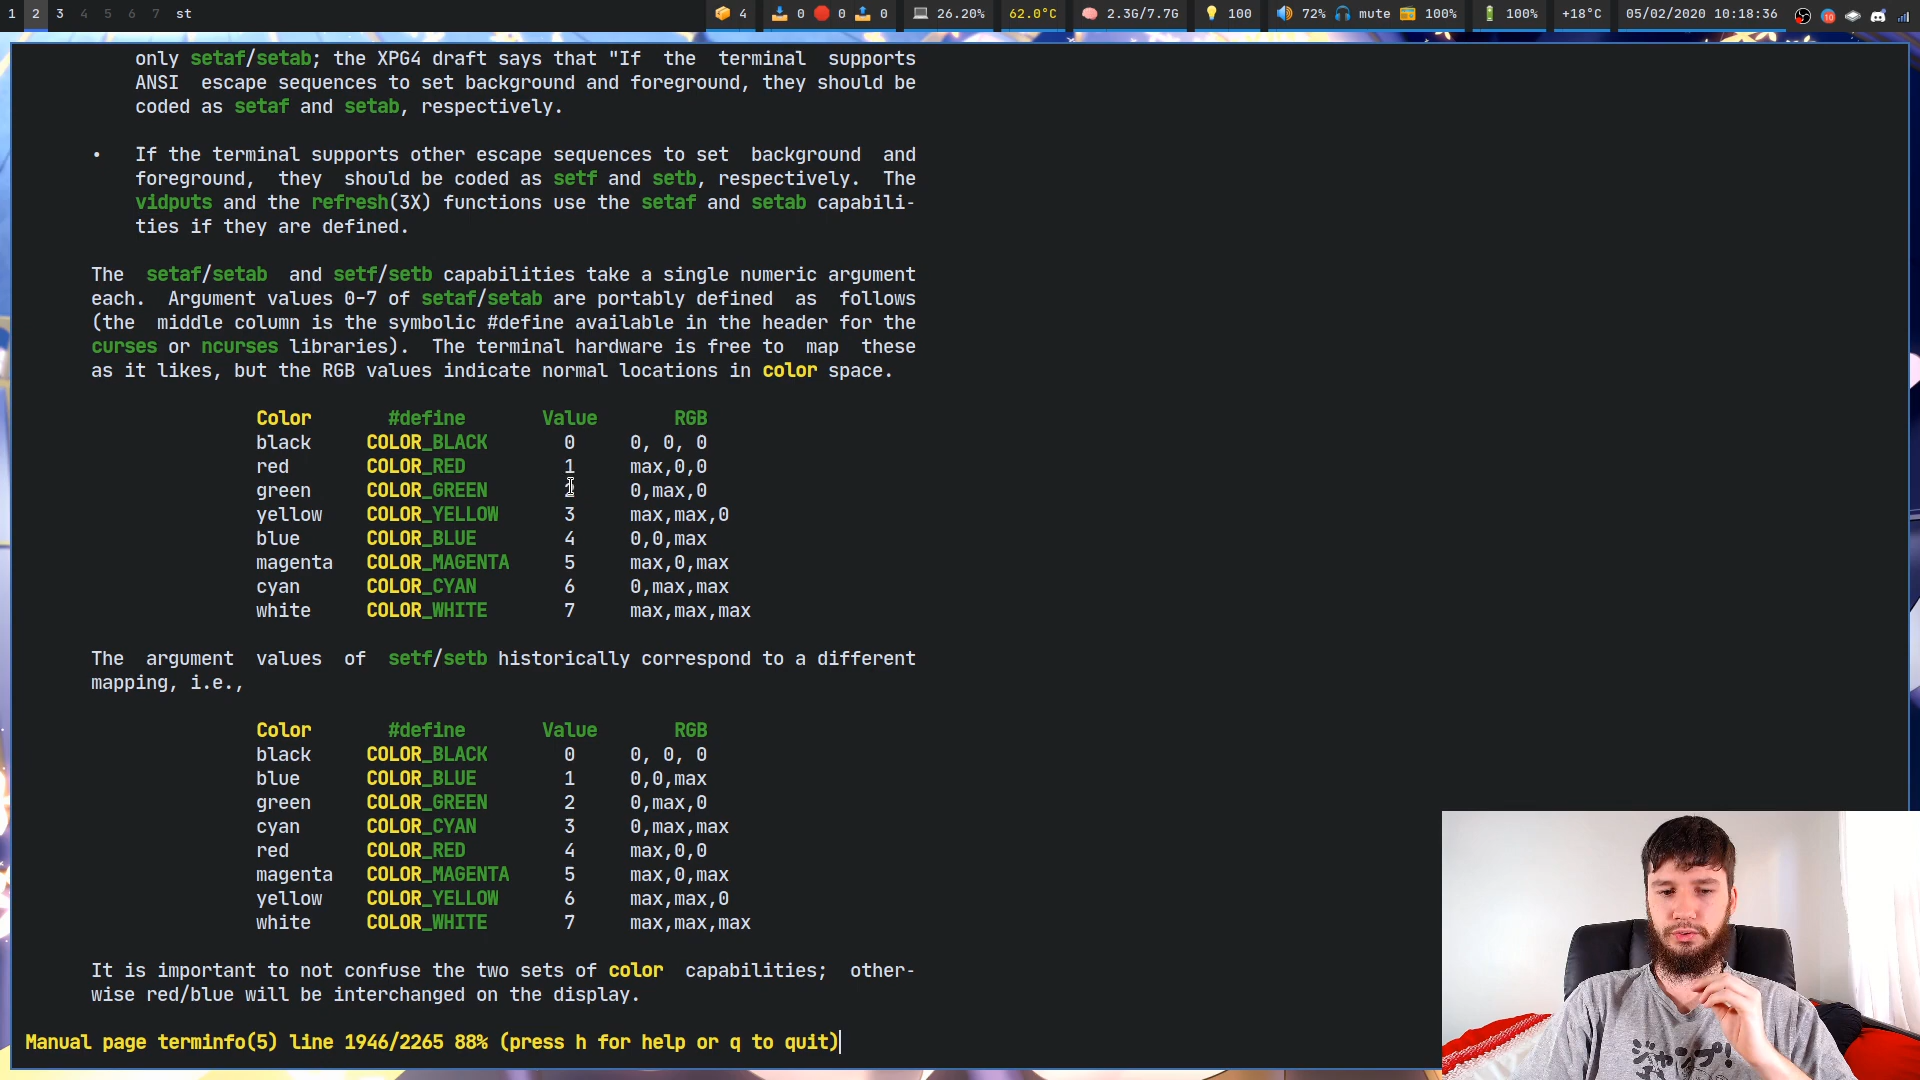 1 2 3 4 5 6 7 st 4 0 0 0 26.20% 62.0°C 2.3G/7.7G 100 72% mute 100% 100% +18°C 05/02/2020 10:18:36 10
only setaf/setab; the XPG4 draft says that "If the terminal supports
ANSI escape sequences to set background and foreground, they should be
coded as setaf and setab, respectively.
• If the terminal supports other escape sequences to set background and
foreground, they should be coded as setf and setb, respectively. The
vidputs and the refresh(3X) functions use the setaf and setab capabili-
ties if they are defined.
The setaf/setab and setf/setb capabilities take a single numeric argument
each. Argument values 0-7 of setaf/setab are portably defined as follows
(the middle column is the symbolic #define available in the header for the
curses or ncurses libraries). The terminal hardware is free to map these
as it likes, but the RGB values indicate normal locations in color space.
Color #define Value RGB
black COLOR_BLACK 0 0, 0, 0
red COLOR_RED 1 max,0,0
green COLOR_GREEN 2 0,max,0
yellow COLOR_YELLOW 3 max,max,0
blue COLOR_BLUE 4 0,0,max
magenta COLOR_MAGENTA 5 max,0,max
cyan COLOR_CYAN 6 0,max,max
white COLOR_WHITE 7 max,max,max
The argument values of setf/setb historically correspond to a different
mapping, i.e.,
Color #define Value RGB
black COLOR_BLACK 0 0, 0, 0
blue COLOR_BLUE 1 0,0,max
green COLOR_GREEN 2 0,max,0
cyan COLOR_CYAN 3 0,max,max
red COLOR_RED 4 max,0,0
magenta COLOR_MAGENTA 5 max,0,max
yellow COLOR_YELLOW 6 max,max,0
white COLOR_WHITE 7 max,max,max
It is important to not confuse the two sets of color capabilities; other-
wise red/blue will be interchanged on the display.
Manual page terminfo(5) line 1946/2265 88% (press h for help or q to quit)
ジャンプ!